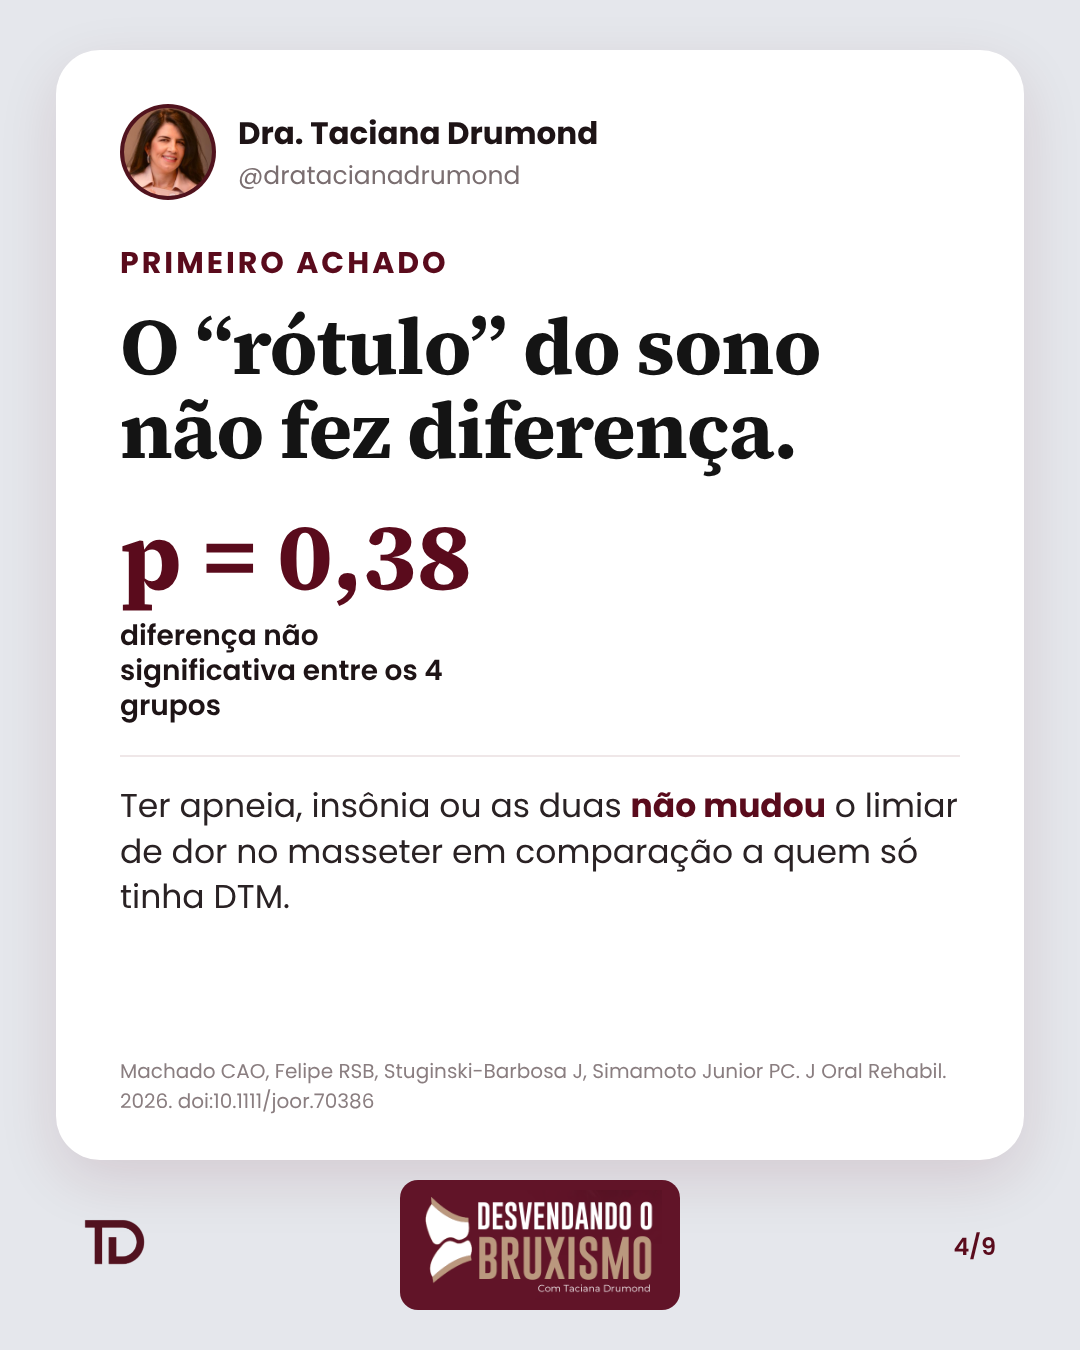 Dra. Taciana Drumond
@dratacianadrumond
PRIMEIRO ACHADO
O “rótulo” do sono
não fez diferença.
p = 0,38
diferença não
significativa entre os 4
grupos
Ter apneia, insônia ou as duas não mudou o limiar
de dor no masseter em comparação a quem só
tinha DTM.
Machado CAO, Felipe RSB, Stuginski-Barbosa J, Simamoto Junior PC. J Oral Rehabil.
2026. doi:10.1111/joor.70386
TD
DESVENDANDO O
BRUXISMO
Com Taciana Drumond
4/9